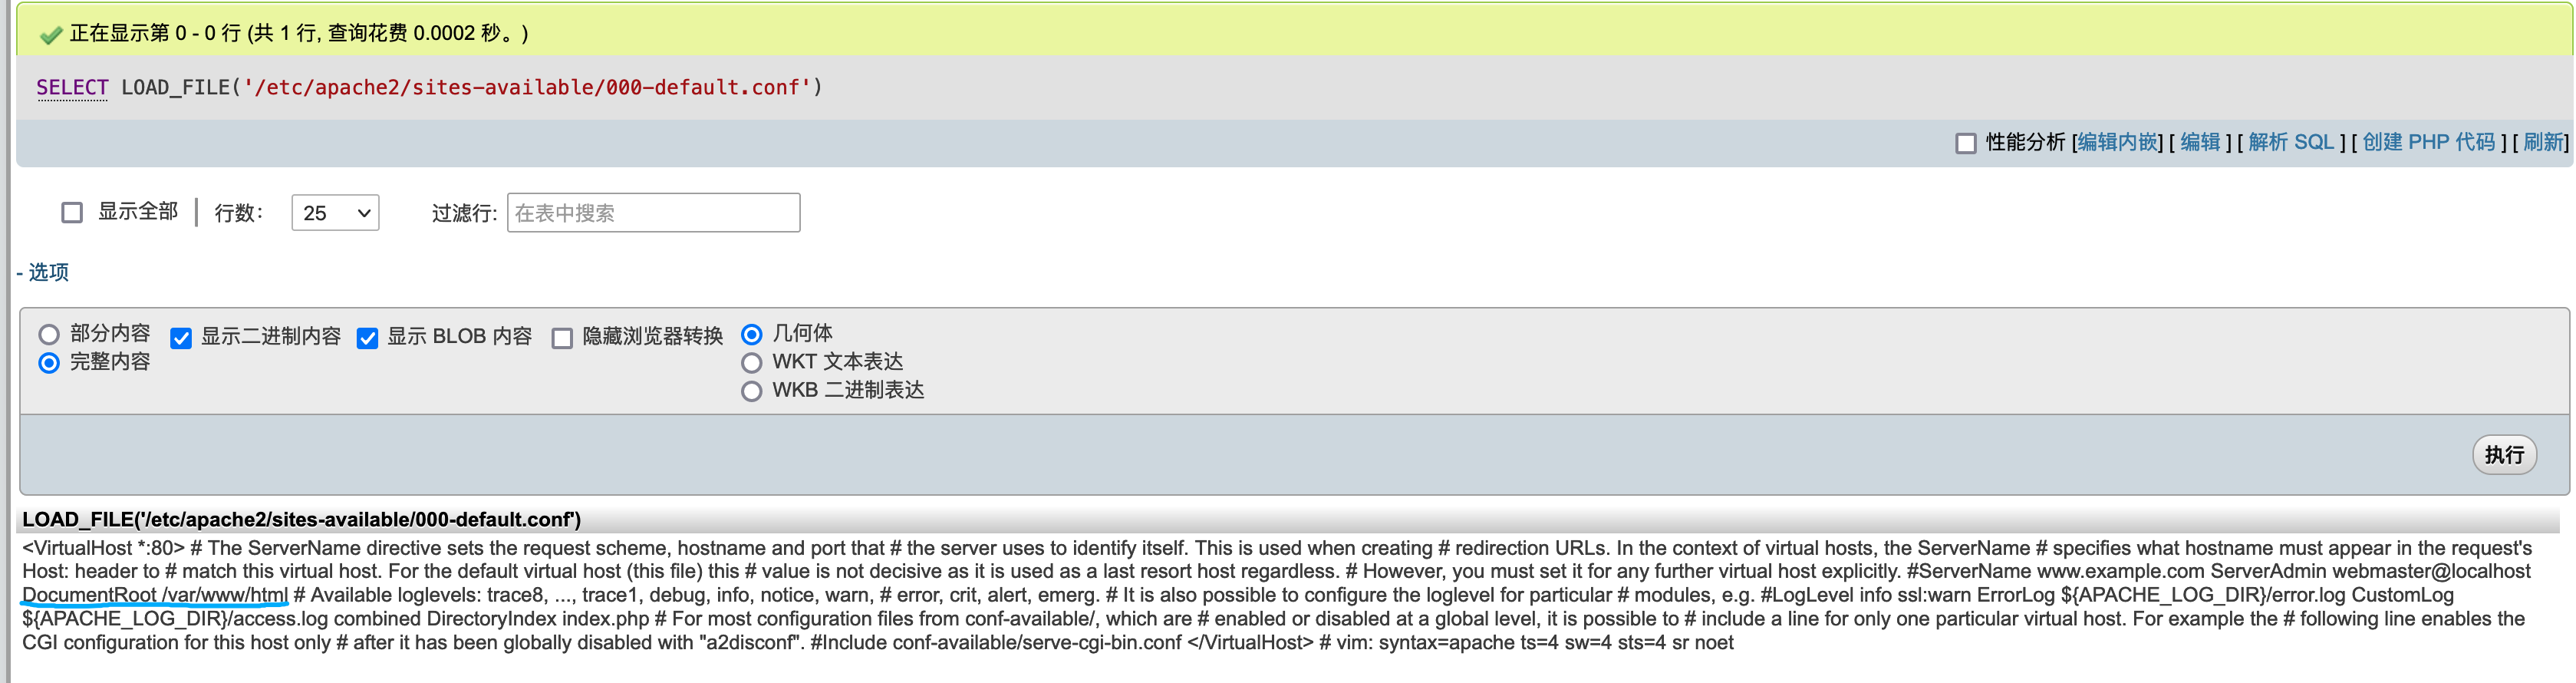 正在显示第 0 - 0 行 (共 1 行, 查询花费 0.0002 秒。)
SELECT LOAD_FILE('/etc/apache2/sites-available/000-default.conf')
性能分析 [编辑内嵌] [ 编辑 ] [ 解析 SQL ] [ 创建 PHP 代码 ] [ 刷新]
显示全部 行数: 25 过滤行: 在表中搜索
- 选项
部分内容 显示二进制内容 显示 BLOB 内容 隐藏浏览器转换 几何体
完整内容 WKT 文本表达
WKB 二进制表达
执行
LOAD_FILE('/etc/apache2/sites-available/000-default.conf')
<VirtualHost *:80> # The ServerName directive sets the request scheme, hostname and port that # the server uses to identify itself. This is used when creating # redirection URLs. In the context of virtual hosts, the ServerName # specifies what hostname must appear in the request's
Host: header to # match this virtual host. For the default virtual host (this file) this # value is not decisive as it is used as a last resort host regardless. # However, you must set it for any further virtual host explicitly. #ServerName www.example.com ServerAdmin webmaster@localhost
DocumentRoot /var/www/html # Available loglevels: trace8, ..., trace1, debug, info, notice, warn, # error, crit, alert, emerg. # It is also possible to configure the loglevel for particular # modules, e.g. #LogLevel info ssl:warn ErrorLog ${APACHE_LOG_DIR}/error.log CustomLog
${APACHE_LOG_DIR}/access.log combined DirectoryIndex index.php # For most configuration files from conf-available/, which are # enabled or disabled at a global level, it is possible to # include a line for only one particular virtual host. For example the # following line enables the
CGI configuration for this host only # after it has been globally disabled with "a2disconf". #Include conf-available/serve-cgi-bin.conf </VirtualHost> # vim: syntax=apache ts=4 sw=4 sts=4 sr noet